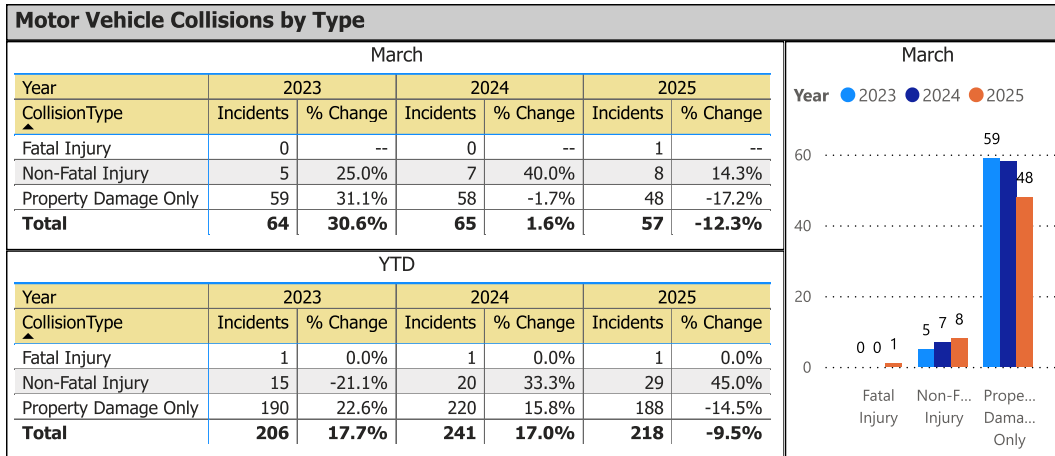 Motor Vehicle Collisions by Type
March
Year 2023 2024 2025
CollisionType Incidents % Change Incidents % Change Incidents % Change
Fatal Injury 0 -- 0 -- 1 --
Non-Fatal Injury 5 25.0% 7 40.0% 8 14.3%
Property Damage Only 59 31.1% 58 -1.7% 48 -17.2%
Total 64 30.6% 65 1.6% 57 -12.3%
YTD
Year 2023 2024 2025
CollisionType Incidents % Change Incidents % Change Incidents % Change
Fatal Injury 1 0.0% 1 0.0% 1 0.0%
Non-Fatal Injury 15 -21.1% 20 33.3% 29 45.0%
Property Damage Only 190 22.6% 220 15.8% 188 -14.5%
Total 206 17.7% 241 17.0% 218 -9.5%
March
Year 2023 2024 2025
59
60
48
40
20
0 0 1 5 7 8
0
Fatal Non-F... Prope...
Injury Injury Dama...
Only